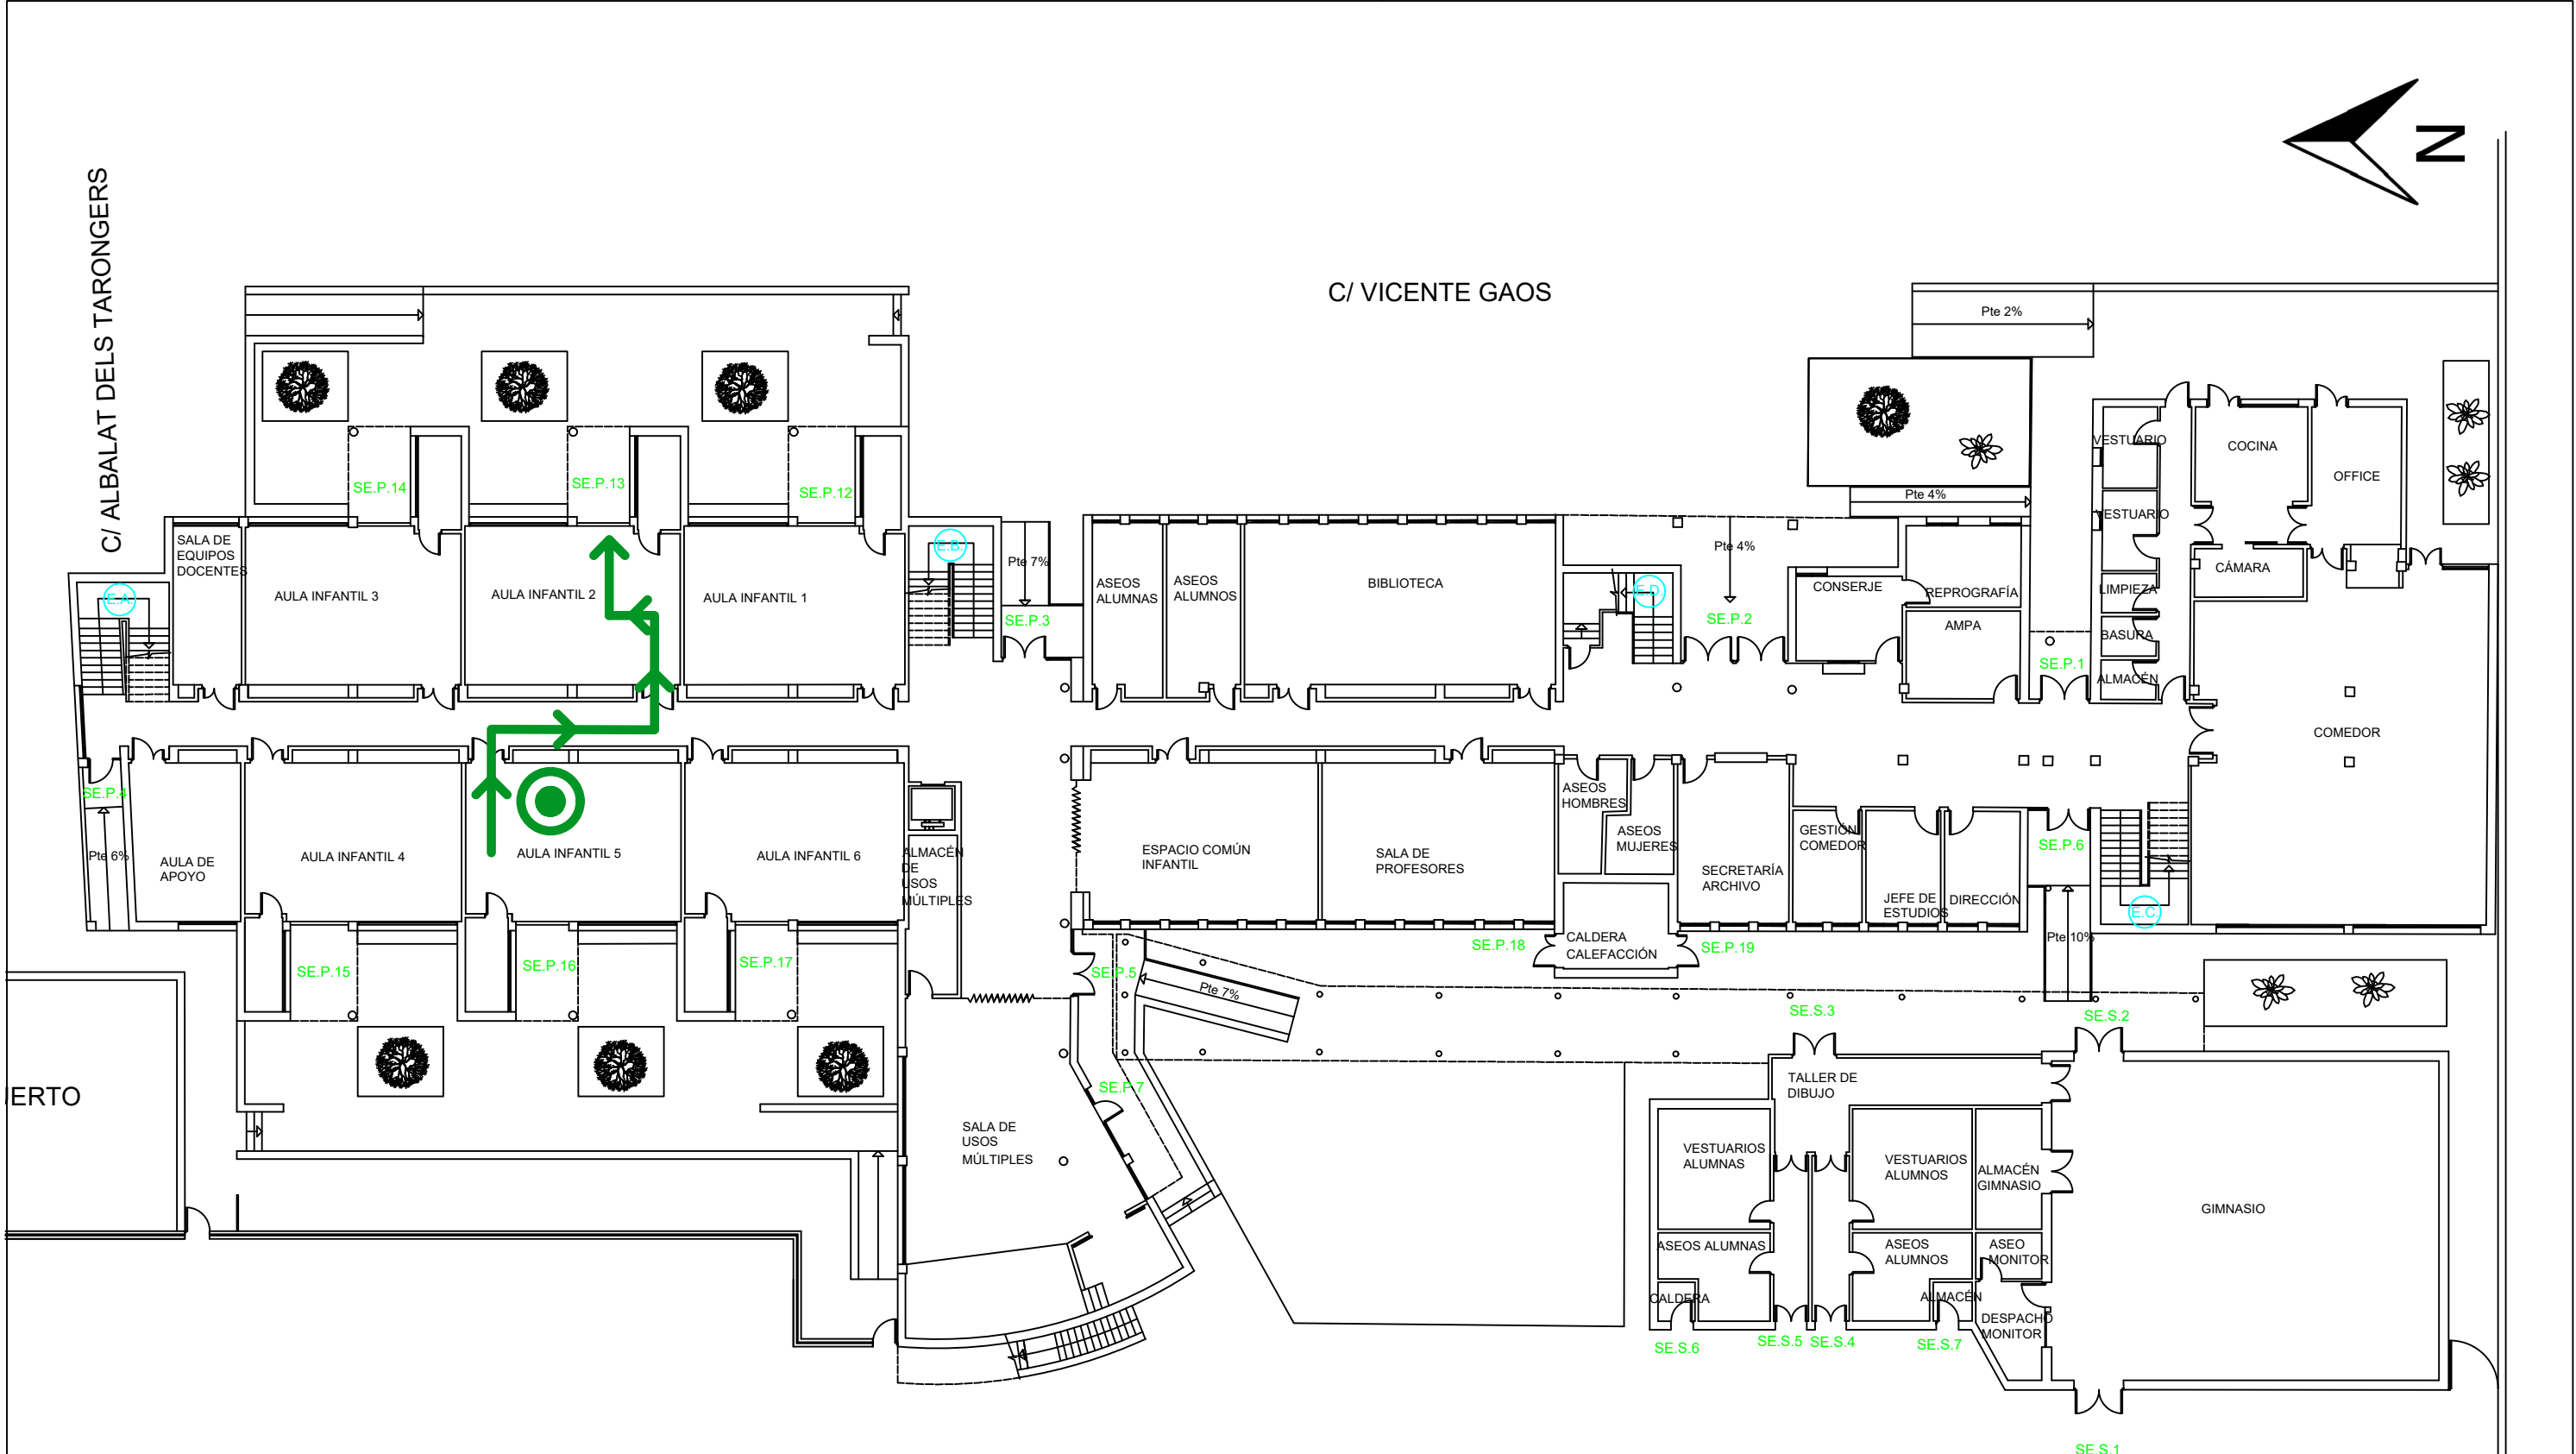 N
C/ ALBALAT DELS TARONGERS
C/ VICENTE GAOS
Pte 2%
VESTUARIO
COCINA
OFFICE
SE.P.14
SE.P.13
SE.P.12
Pte 4%
VESTUARIO
SALA DE
EQUIPOS
DOCENTES
E.B.
Pte 7%
Pte 4%
E.A.
AULA INFANTIL 3
AULA INFANTIL 2
AULA INFANTIL 1
ASEOS
ALUMNAS
ASEOS
ALUMNOS
BIBLIOTECA
E.D.
CONSERJE
REPROGRAFÍA
CÁMARA
LIMPIEZA
SE.P.3
SE.P.2
AMPA
BASURA
SE.P.1
ALMACÉN
COMEDOR
SE.P.4
Pte 6%
AULA DE
APOYO
AULA INFANTIL 4
AULA INFANTIL 5
AULA INFANTIL 6
ALMACÉN
DE
USOS
MÚLTIPLES
ESPACIO COMÚN
INFANTIL
SALA DE
PROFESORES
ASEOS
HOMBRES
ASEOS
MUJERES
SECRETARÍA
ARCHIVO
GESTIÓN
COMEDOR
JEFE DE
ESTUDIOS
DIRECCIÓN
SE.P.6
E.C.
Pte 10%
SE.P.15
SE.P.16
SE.P.17
SE.P.5
Pte 7%
SE.P.18
CALDERA
CALEFACCIÓN
SE.P.19
SE.S.3
SE.S.2
IERTO
SE.P.7
TALLER DE
DIBUJO
SALA DE
USOS
MÚLTIPLES
VESTUARIOS
ALUMNAS
VESTUARIOS
ALUMNOS
ALMACÉN
GIMNASIO
GIMNASIO
ASEOS ALUMNAS
ASEOS
ALUMNOS
ASEO
MONITOR
CALDERA
ALMACÉN
DESPACHO
MONITOR
SE.S.6
SE.S.5
SE.S.4
SE.S.7
SE.S.1